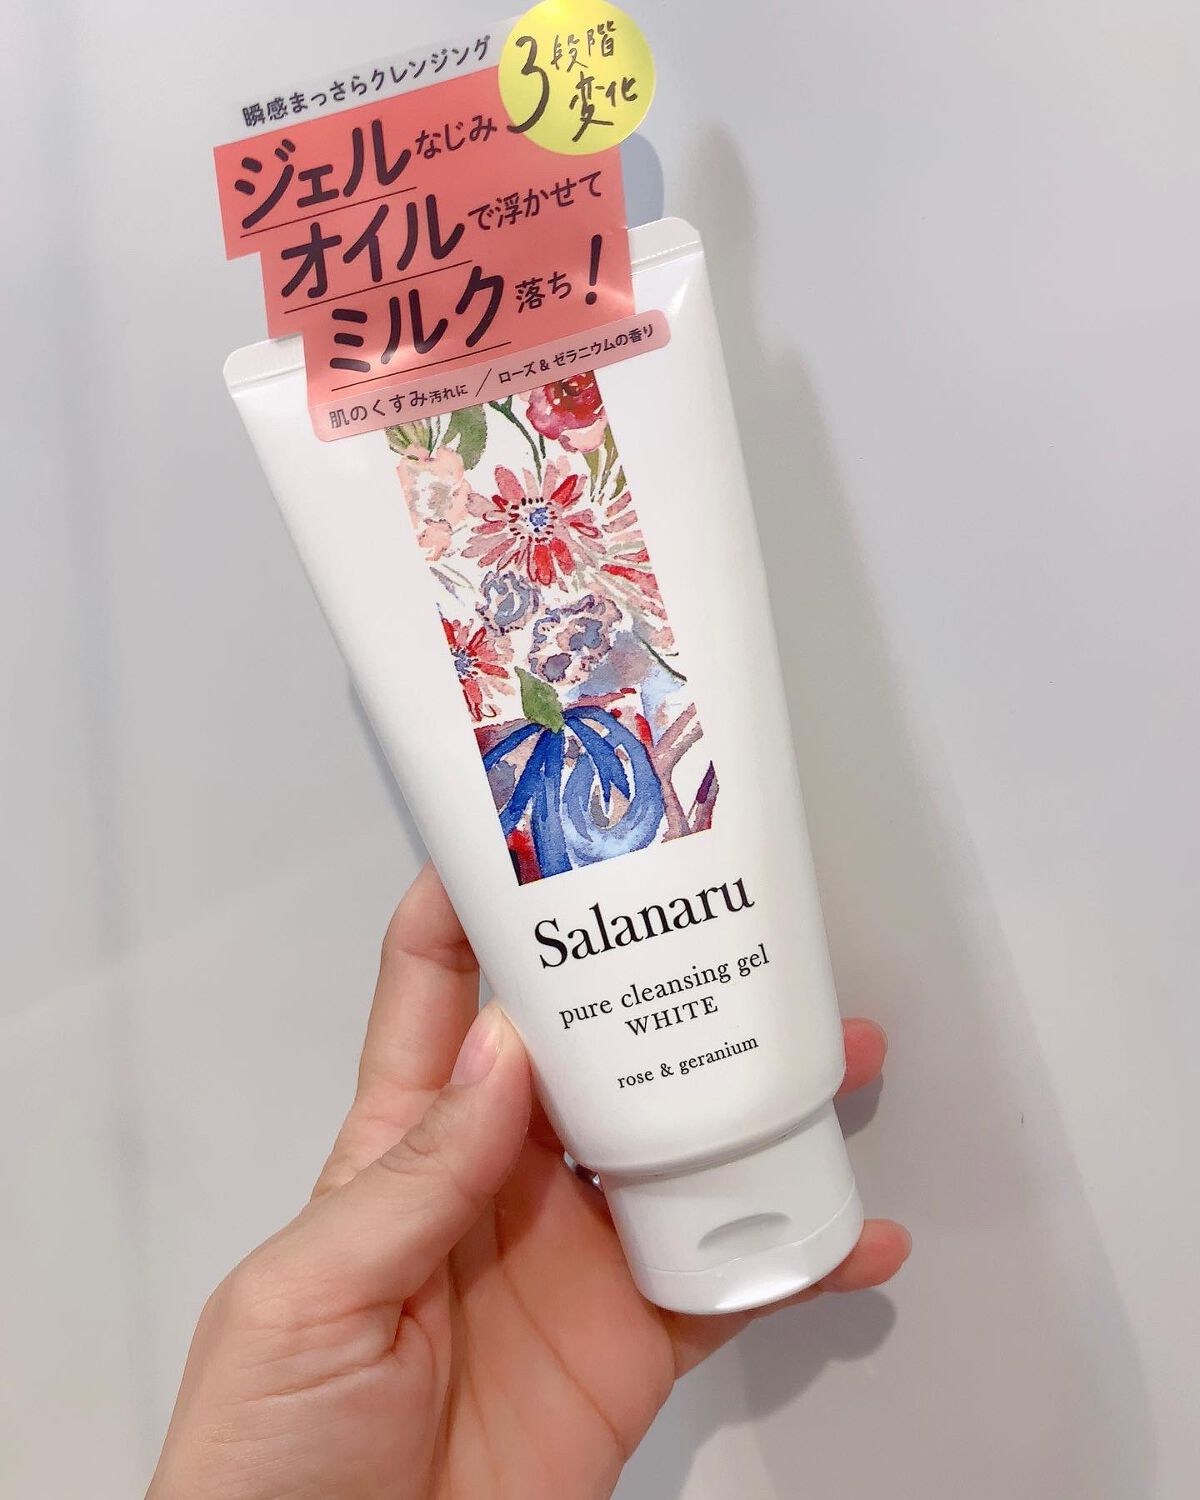 瞬感まっさらクレンジング
3段階
変化
ジェルなじみ
オイルで浮かせて
ミルク落ち!
肌のくすみ汚れに/ローズ&ゼラニウムの香り
Salanaru
pure cleansing gel
WHITE
rose & geranium